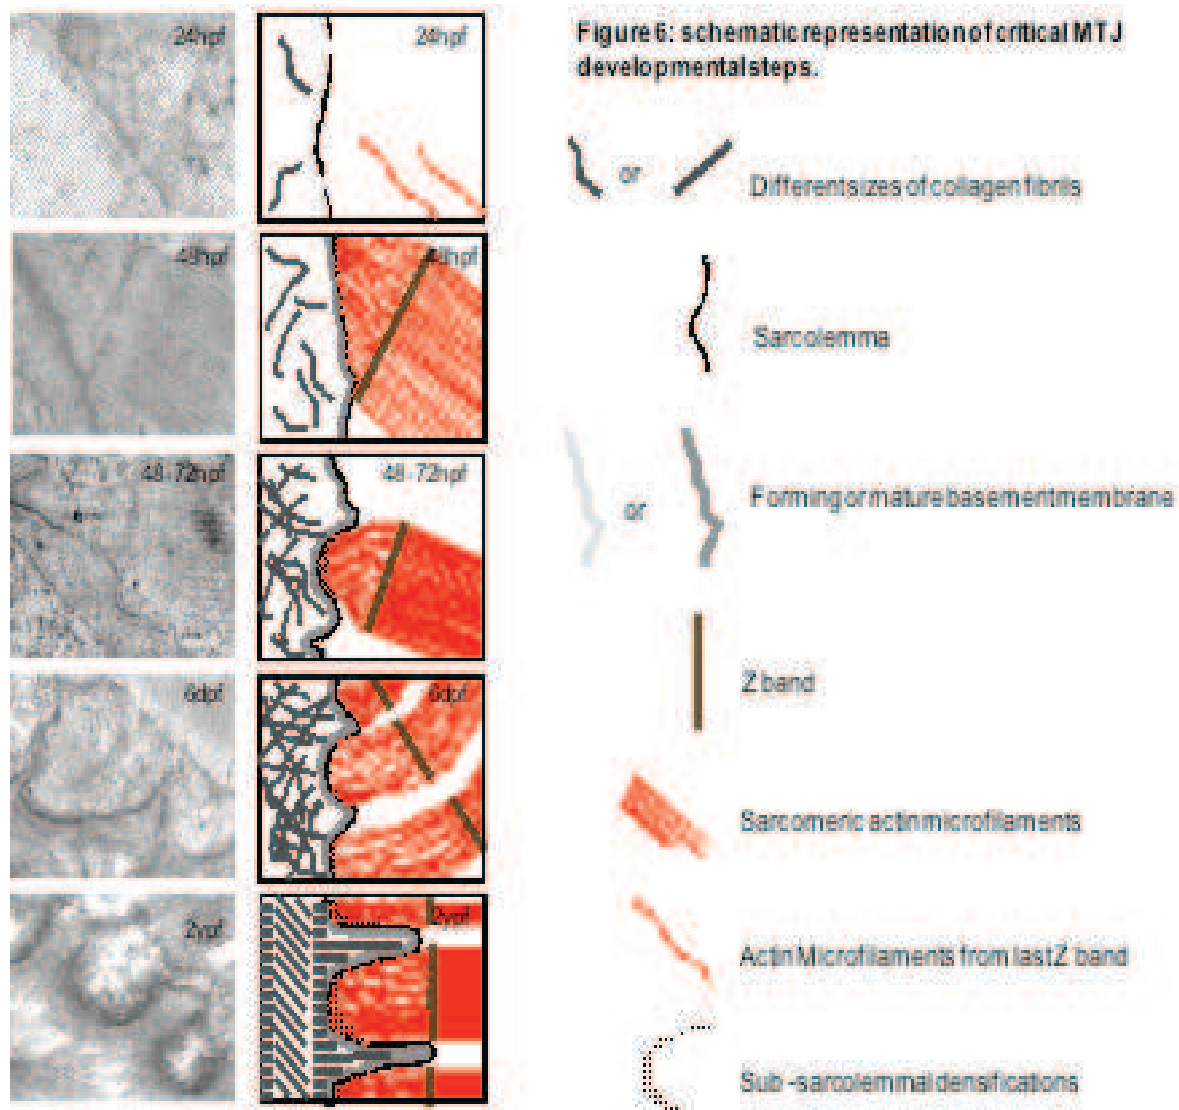 24hpf
24hpf
Figure 6: schematic representation of critical MTJ
developmental steps.
or
Different sizes of collagen fibrils
48hpf
48hpf
Sarcolemma
48-72hpf
48-72hpf
or
Forming or mature basement membrane
Z band
6dpf
6dpf
Sarcomeric actin microfilaments
2ypf
2ypf
Actin Microfilaments from last Z band
Sub-sarcolemmal densifications